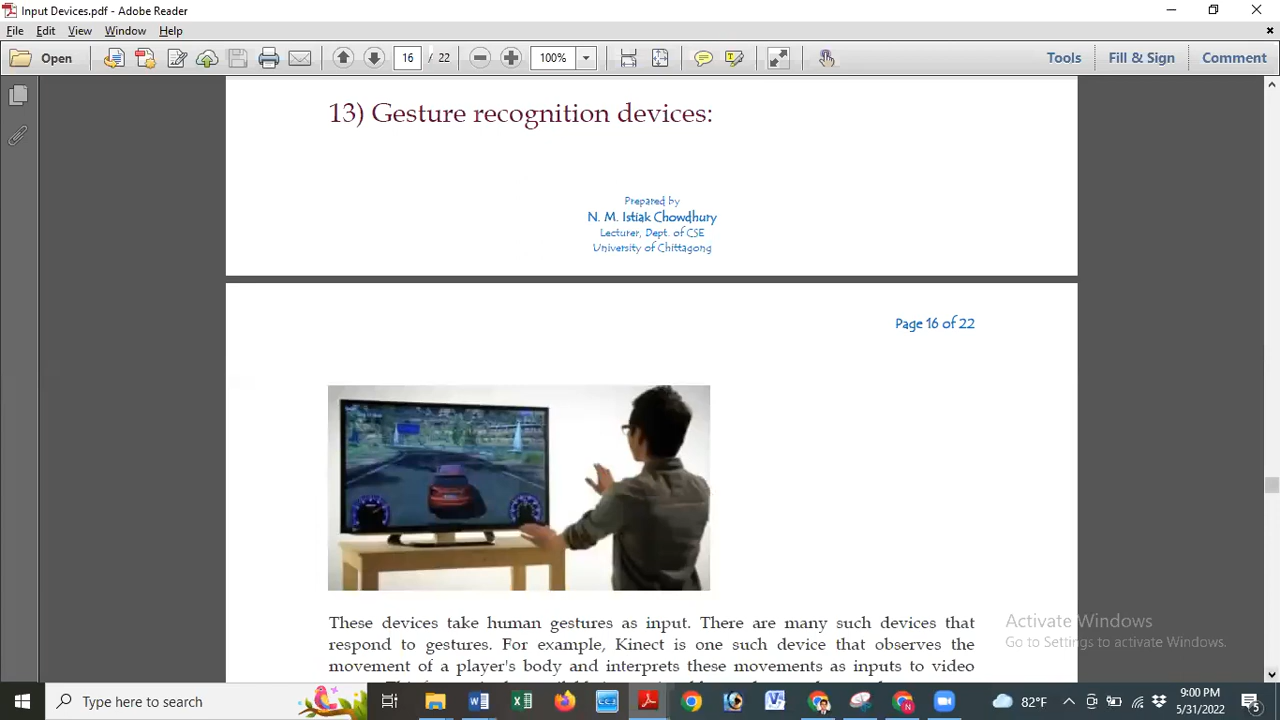 Input Devices.pdf - Adobe Reader
File Edit View Window Help
Open 16 / 22 100% Tools Fill & Sign Comment
13) Gesture recognition devices:
Prepared by
N. M. Istiak Chowdhury
Lecturer, Dept. of CSE
University of Chittagong
Page 16 of 22
These devices take human gestures as input. There are many such devices that
respond to gestures. For example, Kinect is one such device that observes the
movement of a player's body and interprets these movements as inputs to video
Activate Windows
Go to Settings to activate Windows.
Type here to search
82°F
9:00 PM
5/31/2022
5